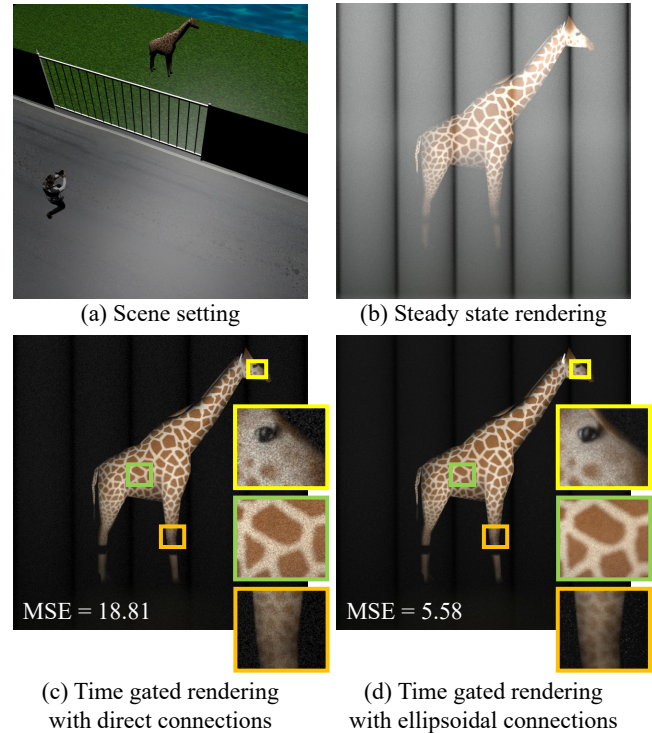 (a) Scene setting
(b) Steady state rendering
MSE = 18.81
MSE = 5.58
(c) Time gated rendering
with direct connections
(d) Time gated rendering
with ellipsoidal connections